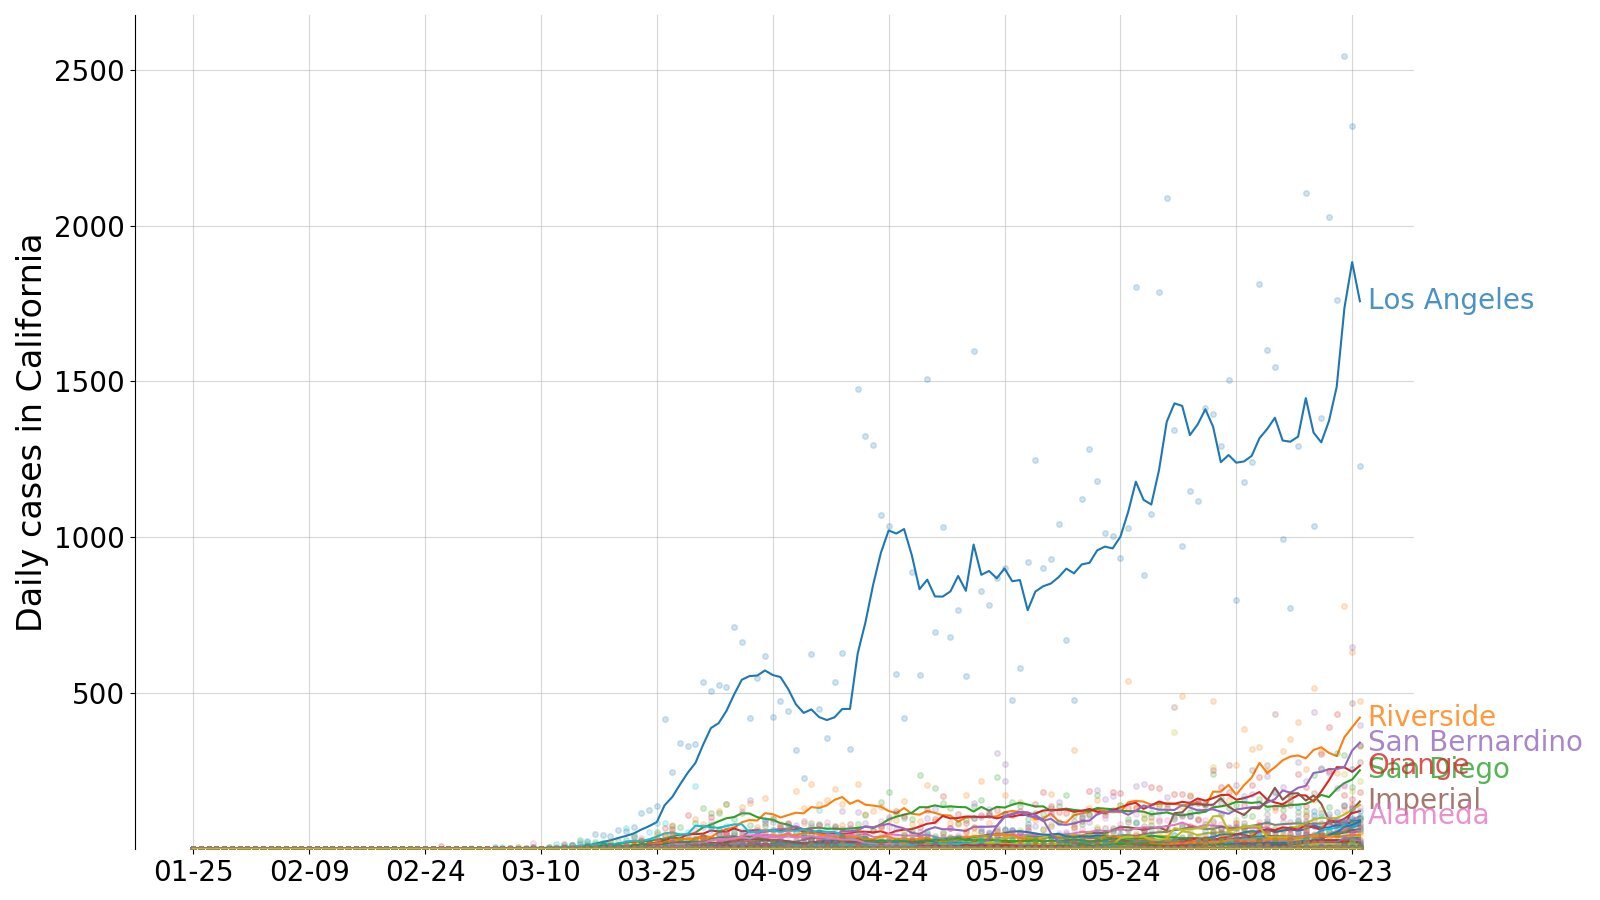 Daily cases in California
2500
2000
1500
1000
500
01-25 02-09 02-24 03-10 03-25 04-09 04-24 05-09 05-24 06-08 06-23
Los Angeles
Riverside
San Bernardino
Orange
San Diego
Imperial
Alameda